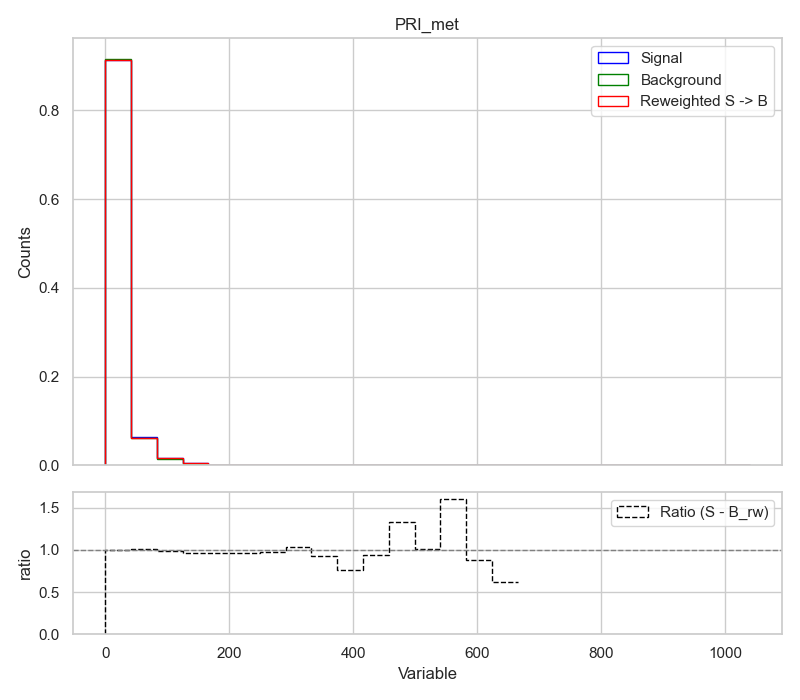 PRI_met
Signal
Background
Reweighted S -> B
Counts
0.8
0.6
0.4
0.2
0.0
Ratio (S - B_rw)
ratio
1.5
1.0
0.5
0.0
0 200 400 600 800 1000
Variable